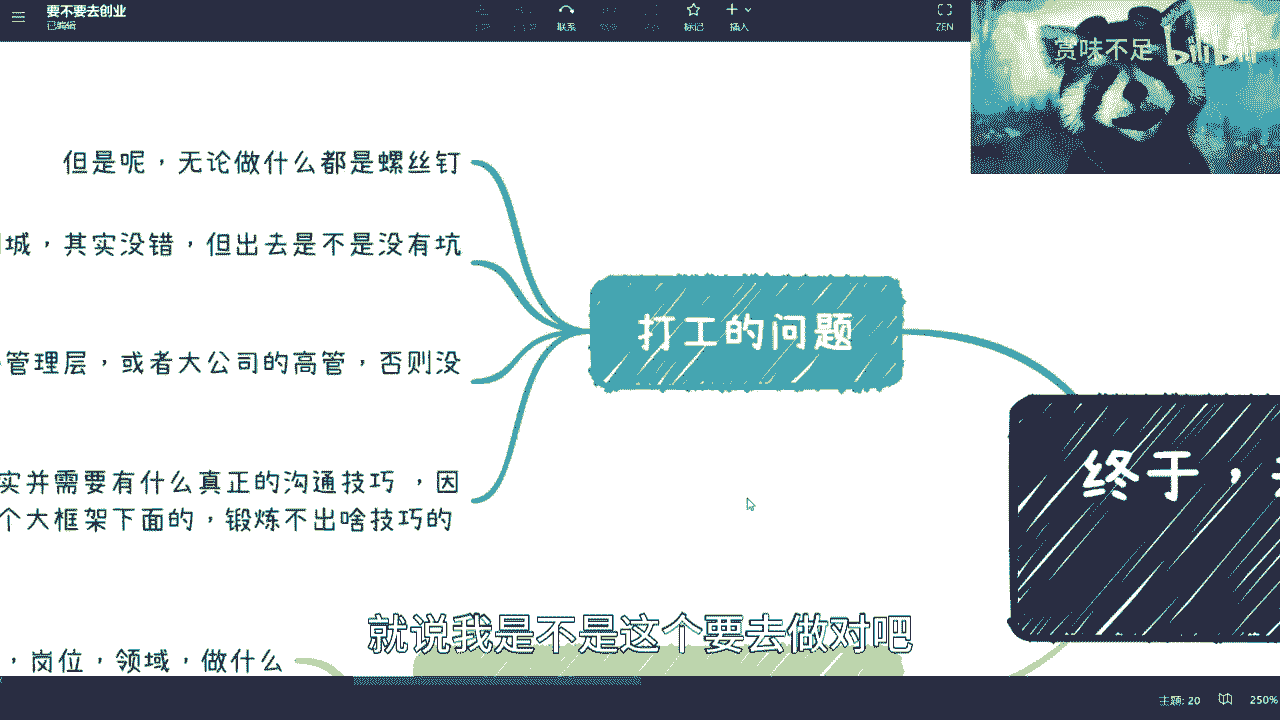 要不要去创业
已编辑
联系
标记
插入
ZEN
赏味不足 bilibili
但是呢，无论做什么都是螺丝钉
城，其实没错，但出去是不是没有坑
打工的问题
管理层，或者大公司的高管，否则没
终于，
实并需要有什么真正的沟通技巧 ，因
个大框架下面的，锻炼不出啥技巧的
就说我是不是这个要去做对吧
，岗位，领域，做什么
主题: 20
250%